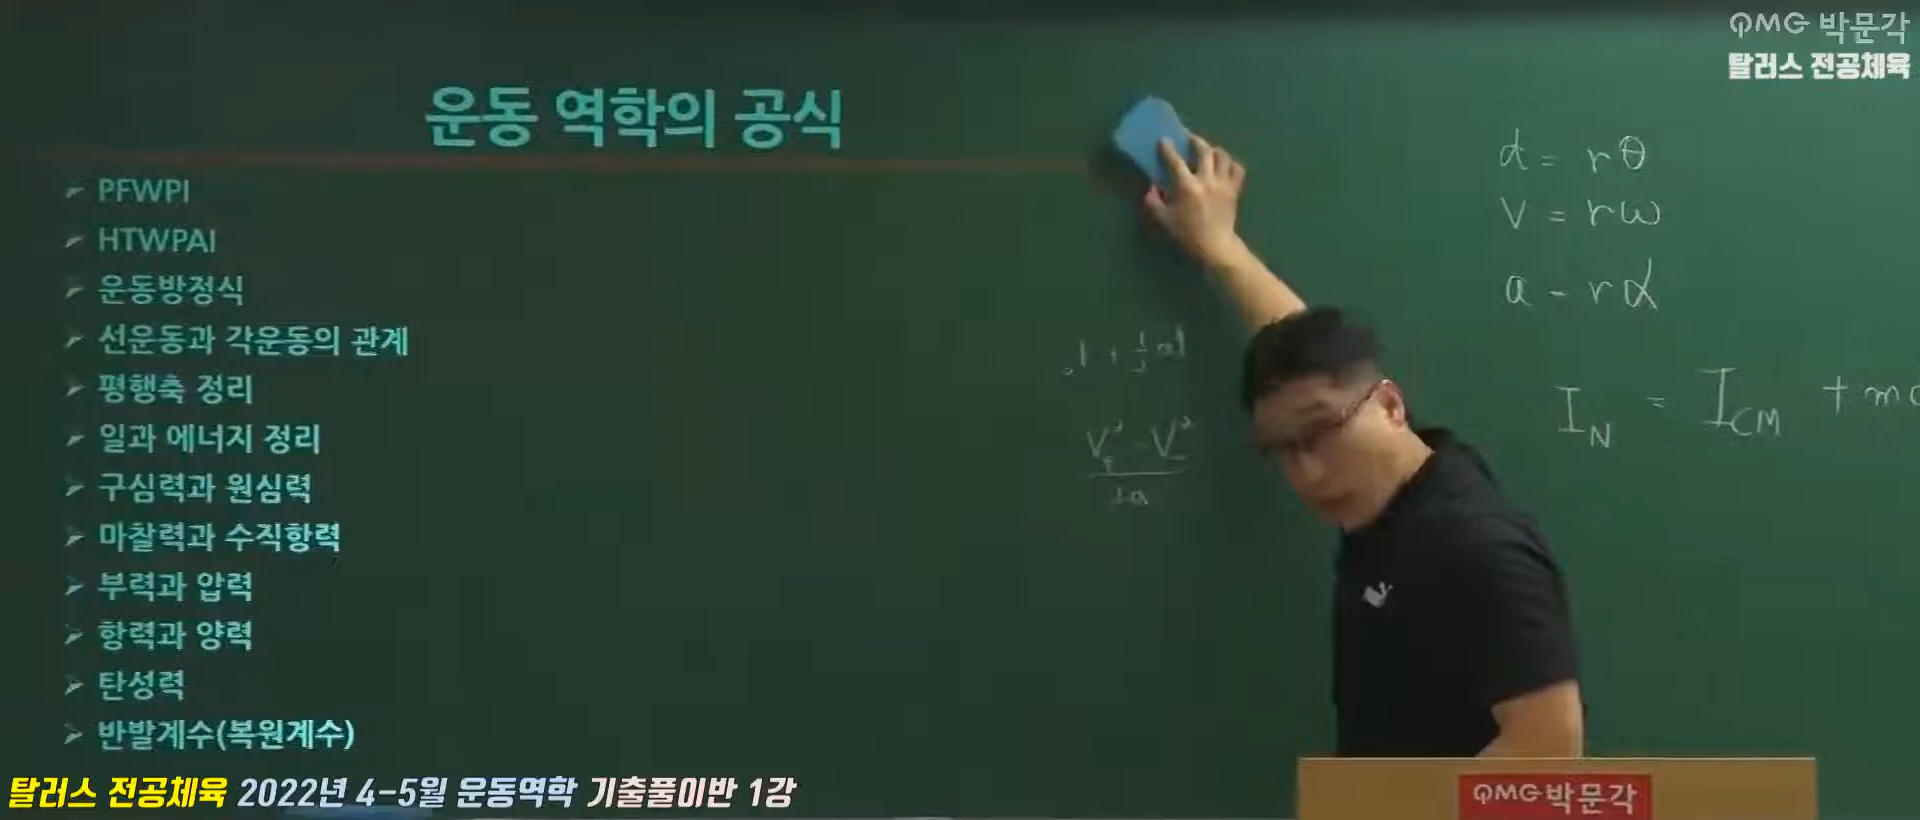 PMG 박문각
탈러스 전공체육
운동 역학의 공식
PFWPI
HTWPAI
운동방정식
선운동과 각운동의 관계
평행축 정리
일과 에너지 정리
구심력과 원심력
마찰력과 수직항력
부력과 압력
항력과 양력
탄성력
반발계수(복원계수)
d = rθ
V = rω
a = rα
I_N = I_CM + m
탈러스 전공체육 2022년 4-5월 운동역학 기출풀이반 1강
PMG 박문각